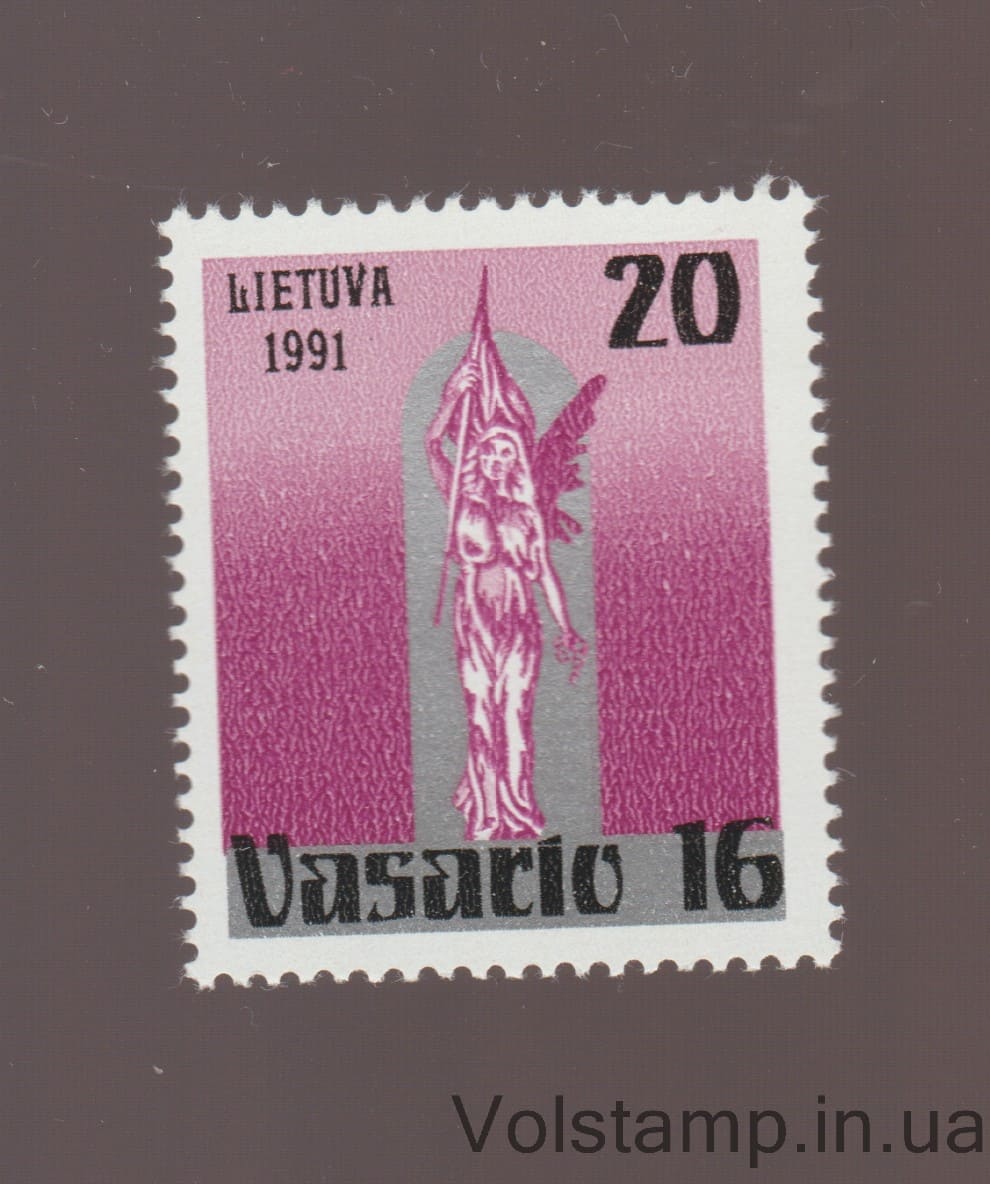 LIETUVA
1991
20
Vasario 16
Volstamp.in.ua